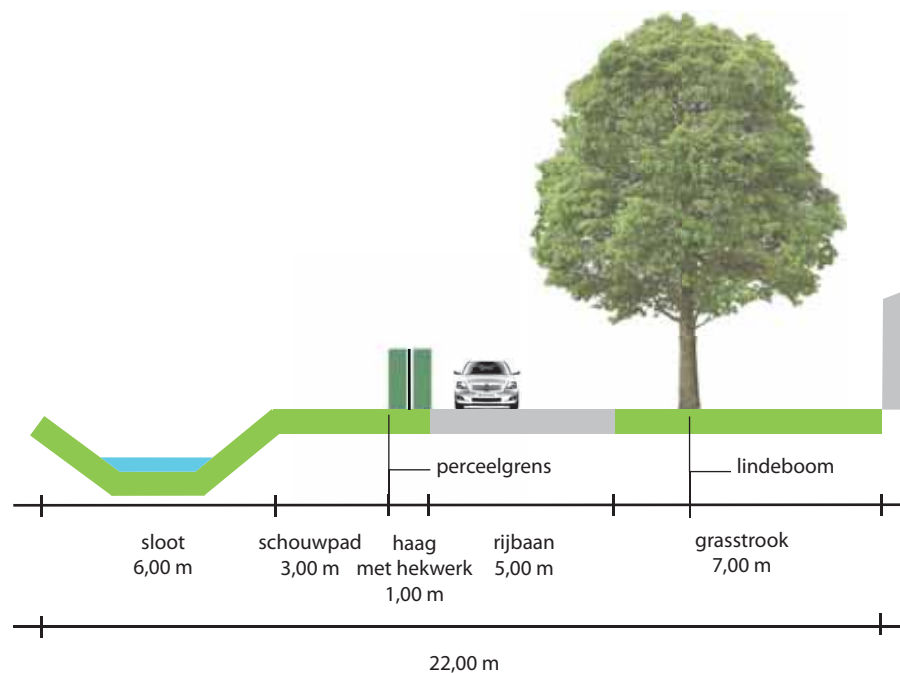 perceelgrens
lindeboom
sloot
6,00 m
schouwpad
3,00 m
haag
met hekwerk
1,00 m
rijbaan
5,00 m
grasstrook
7,00 m
22,00 m